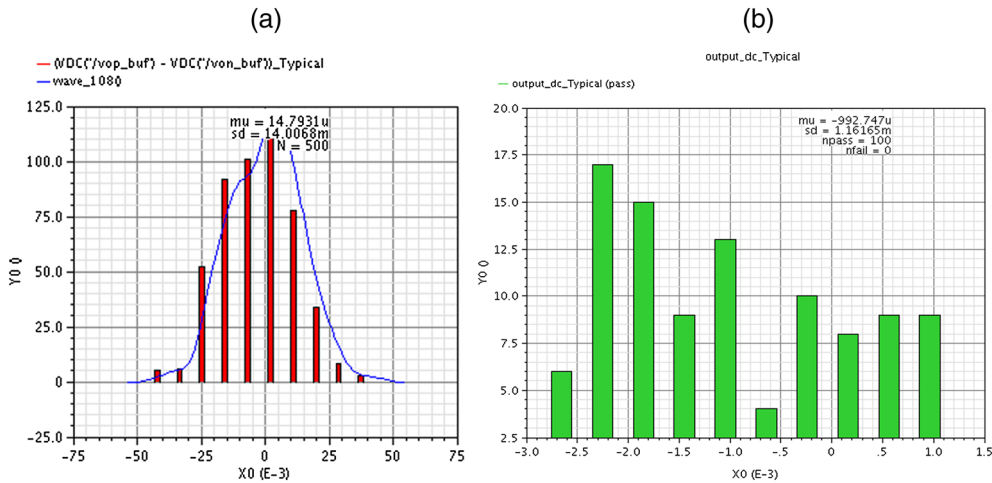 (a)
(VDC("/vop_buf") - VDC("/von_buf"))_Typical
wave_1080
mu = 14.7931u
sd = 14.0068m
N = 500
125.0
100.0
75.0
50.0
25.0
0
-25.0
Y0 ()
-75 -50 -25 0 25 50 75
X0 (E-3)
(b)
output_dc_Typical
output_dc_Typical (pass)
mu = -992.747u
sd = 1.16165m
npass = 100
nfail = 0
20.0
17.5
15.0
12.5
10.0
7.5
5.0
2.5
Y0 ()
-3.0 -2.5 -2.0 -1.5 -1.0 -.5 .0 .5 1.0 1.5
X0 (E-3)